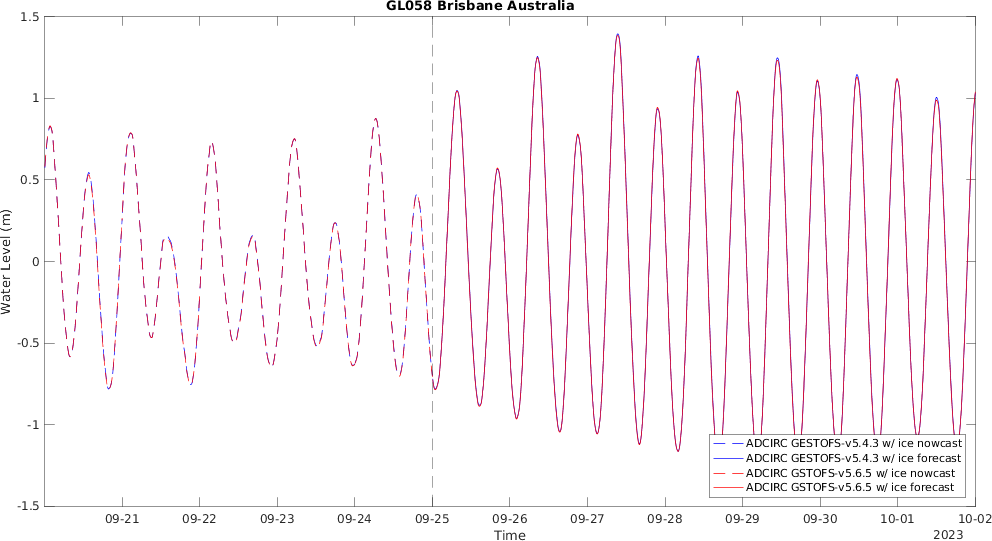 GL058 Brisbane Australia
1.5
1
0.5
0
-0.5
-1
-1.5
Water Level (m)
ADCIRC GESTOFS-v5.4.3 w/ ice nowcast
ADCIRC GESTOFS-v5.4.3 w/ ice forecast
ADCIRC GSTOFS-v5.6.5 w/ ice nowcast
ADCIRC GSTOFS-v5.6.5 w/ ice forecast
09-21 09-22 09-23 09-24 09-25 09-26 09-27 09-28 09-29 09-30 10-01 10-02
Time
2023